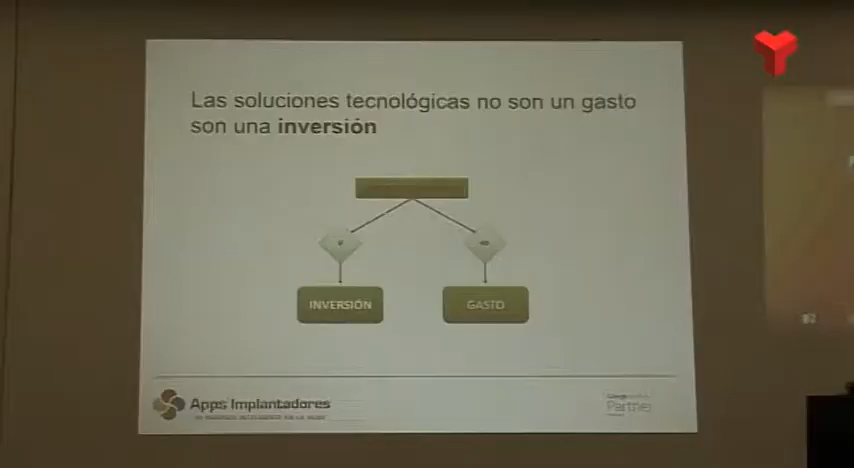 Las soluciones tecnológicas no son un gasto
son una inversión
INVERSIÓN
GASTO
Apps Implantadores
Partner